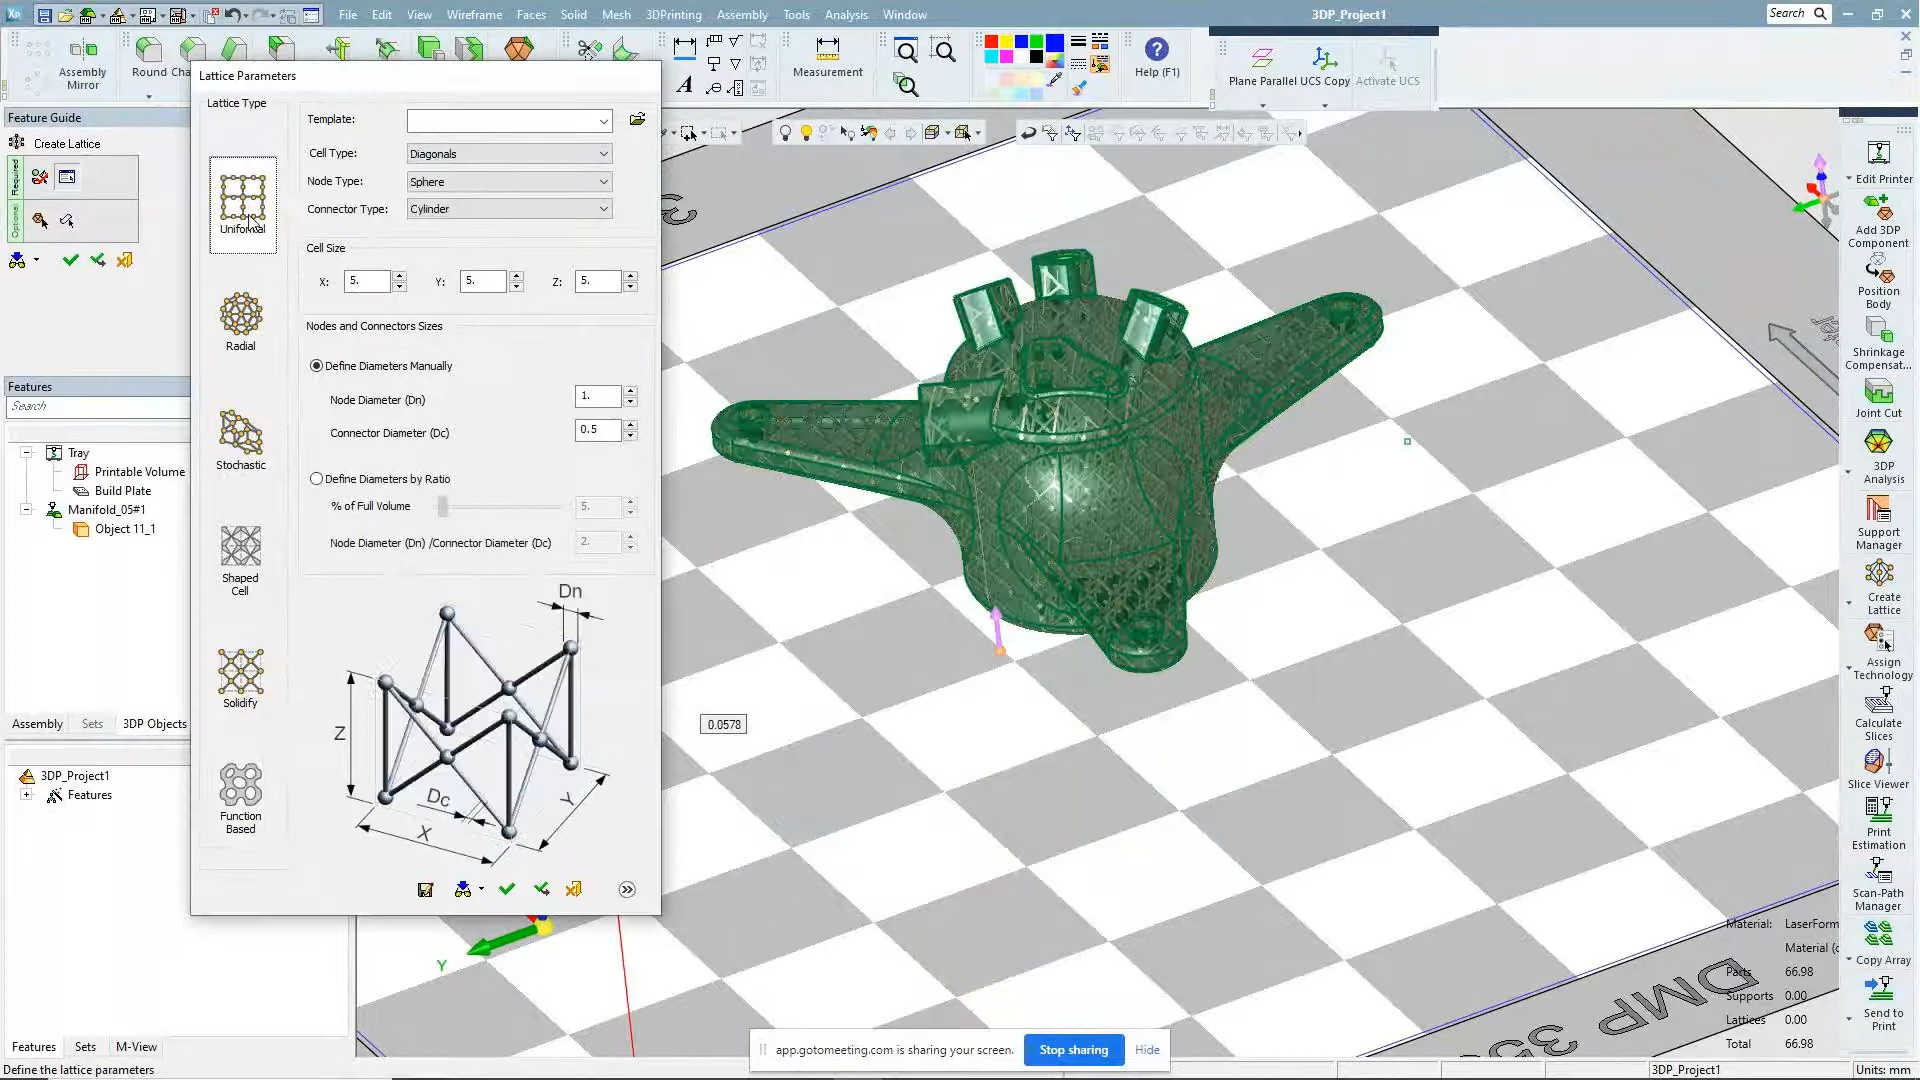 Xp
File Edit View Wireframe Faces Solid Mesh 3DPrinting Assembly Tools Analysis Window
3DP_Project1
Search
Assembly Mirror
Round Cha
Measurement
Help (F1)
Plane Parallel UCS Copy Activate UCS
Feature Guide
Create Lattice
Required
Optional
Features
Search
Tray
Printable Volume
Build Plate
Manifold_05#1
Object 11_1
Assembly Sets 3DP Objects
3DP_Project1
Features
Features Sets M-View
Define the lattice parameters
Lattice Parameters
Lattice Type
Uniformal
Radial
Stochastic
Shaped Cell
Solidify
Function Based
Template:
Cell Type: Diagonals
Node Type: Sphere
Connector Type: Cylinder
Cell Size
X: 5. Y: 5. Z: 5.
Nodes and Connectors Sizes
Define Diameters Manually
Node Diameter (Dn) 1.
Connector Diameter (Dc) 0.5
Define Diameters by Ratio
% of Full Volume 5.
Node Diameter (Dn) /Connector Diameter (Dc) 2.
Dn
Z
Dc
X
Y
Y
0.0578
Edit Printer
Add 3DP Component
Position Body
Shrinkage Compensat...
Joint Cut
3DP Analysis
Support Manager
Create Lattice
Assign Technology
Calculate Slices
Slice Viewer
Print Estimation
Scan-Path Manager
Copy Array
Send to Print
Material: LaserForm
Material (c
Parts 66.98
Supports 0.00
Lattices 0.00
Total 66.98
DMP 35
app.gotomeeting.com is sharing your screen. Stop sharing Hide
3DP_Project1 Units: mm